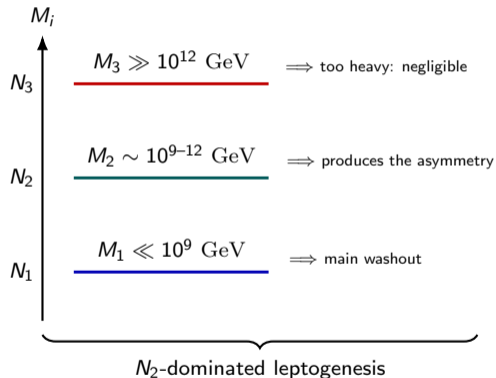 M_i
N_3 M_3 ≫ 10^{12} GeV ⟹ too heavy: negligible
N_2 M_2 ∼ 10^{9–12} GeV ⟹ produces the asymmetry
N_1 M_1 ≪ 10^9 GeV ⟹ main washout
N_2-dominated leptogenesis